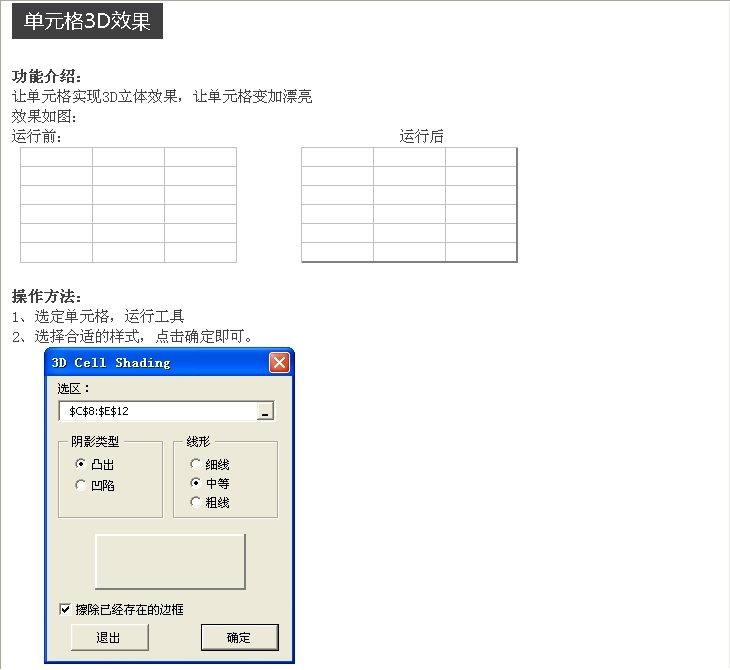 单元格3D效果
功能介绍:
让单元格实现3D立体效果，让单元格变加漂亮
效果如图:
运行前:
运行后
操作方法:
1、选定单元格，运行工具
2、选择合适的样式，点击确定即可。
3D Cell Shading
选区：
$C$8:$E$12
阴影类型
凸出
凹陷
线形
细线
中等
粗线
擦除已经存在的边框
退出
确定